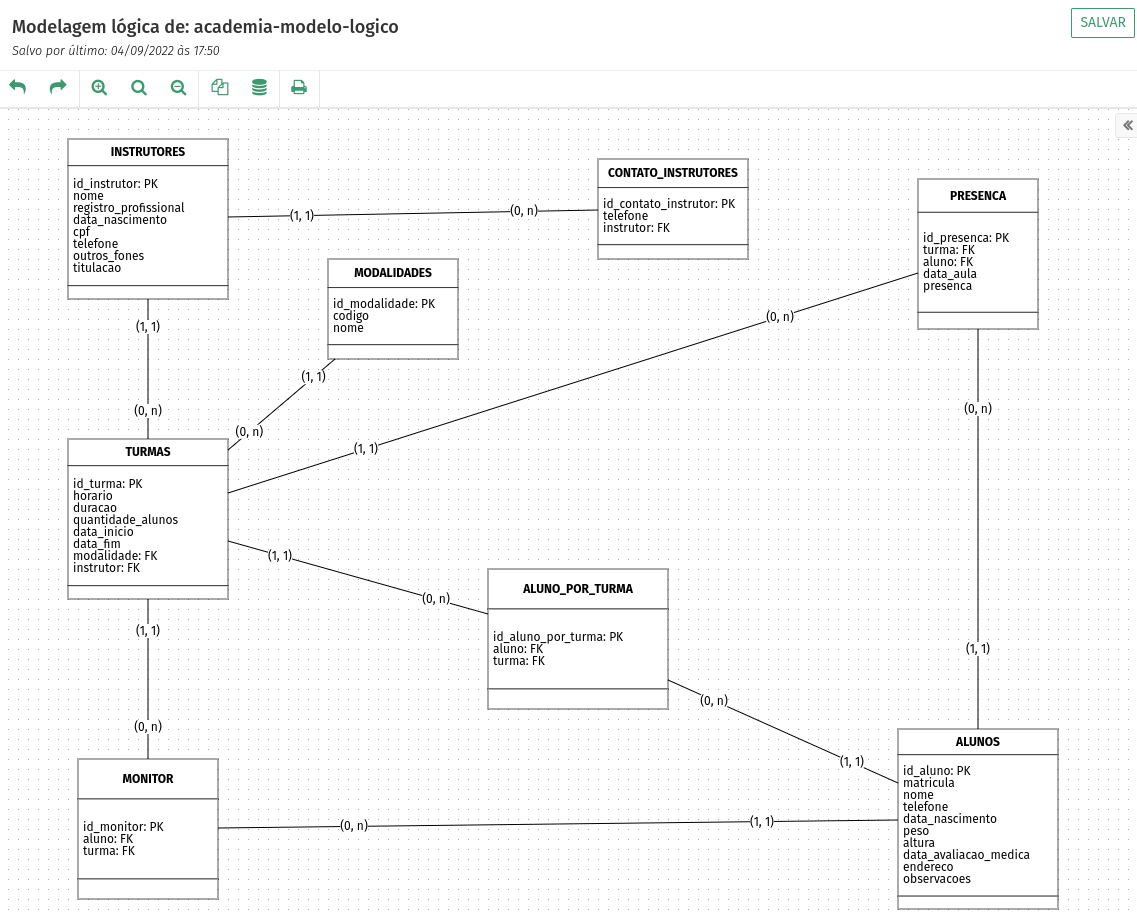 Modelagem lógica de: academia-modelo-logico
SALVAR
Salvo por último: 04/09/2022 às 17:50
INSTRUTORES
id_instrutor: PK
nome
registro_profissional
data_nascimento
cpf
telefone
outros_fones
titulacao
(1, 1)
(0, n)
CONTATO_INSTRUTORES
id_contato_instrutor: PK
telefone
instrutor: FK
PRESENCA
id_presenca: PK
turma: FK
aluno: FK
data_aula
presenca
MODALIDADES
id_modalidade: PK
codigo
nome
(1, 1)
(0, n)
(1, 1)
(0, n)
(0, n)
(1, 1)
(0, n)
(1, 1)
TURMAS
id_turma: PK
horario
duracao
quantidade_alunos
data_inicio
data_fim
modalidade: FK
instrutor: FK
(1, 1)
(0, n)
ALUNO_POR_TURMA
id_aluno_por_turma: PK
aluno: FK
turma: FK
(1, 1)
(0, n)
(0, n)
(1, 1)
MONITOR
id_monitor: PK
aluno: FK
turma: FK
(0, n)
(1, 1)
ALUNOS
id_aluno: PK
matricula
nome
telefone
data_nascimento
peso
altura
data_avaliacao_medica
endereco
observacoes